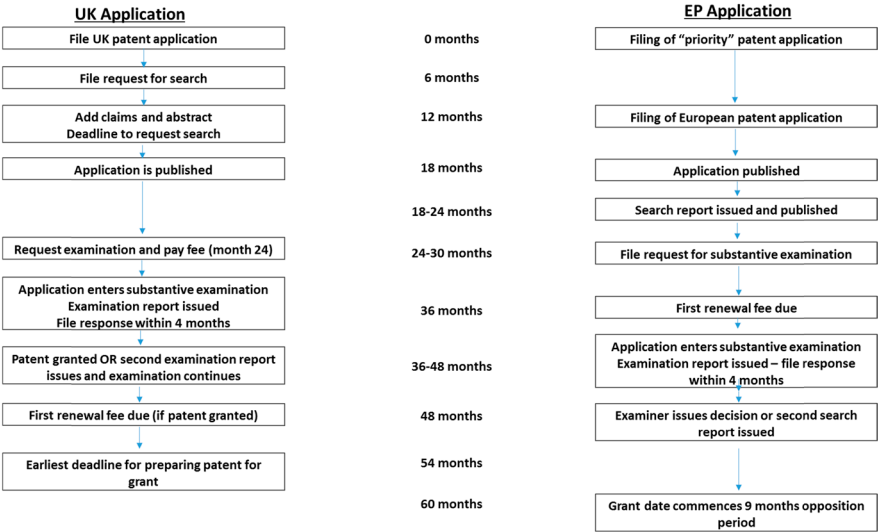 UK Application
File UK patent application
File request for search
Add claims and abstract
Deadline to request search
Application is published
Request examination and pay fee (month 24)
Application enters substantive examination
Examination report issued
File response within 4 months
Patent granted OR second examination report
issues and examination continues
First renewal fee due (if patent granted)
Earliest deadline for preparing patent for
grant
0 months
6 months
12 months
18 months
18-24 months
24-30 months
36 months
36-48 months
48 months
54 months
60 months
EP Application
Filing of “priority” patent application
Filing of European patent application
Application published
Search report issued and published
File request for substantive examination
First renewal fee due
Application enters substantive examination
Examination report issued – file response
within 4 months
Examiner issues decision or second search
report issued
Grant date commences 9 months opposition
period